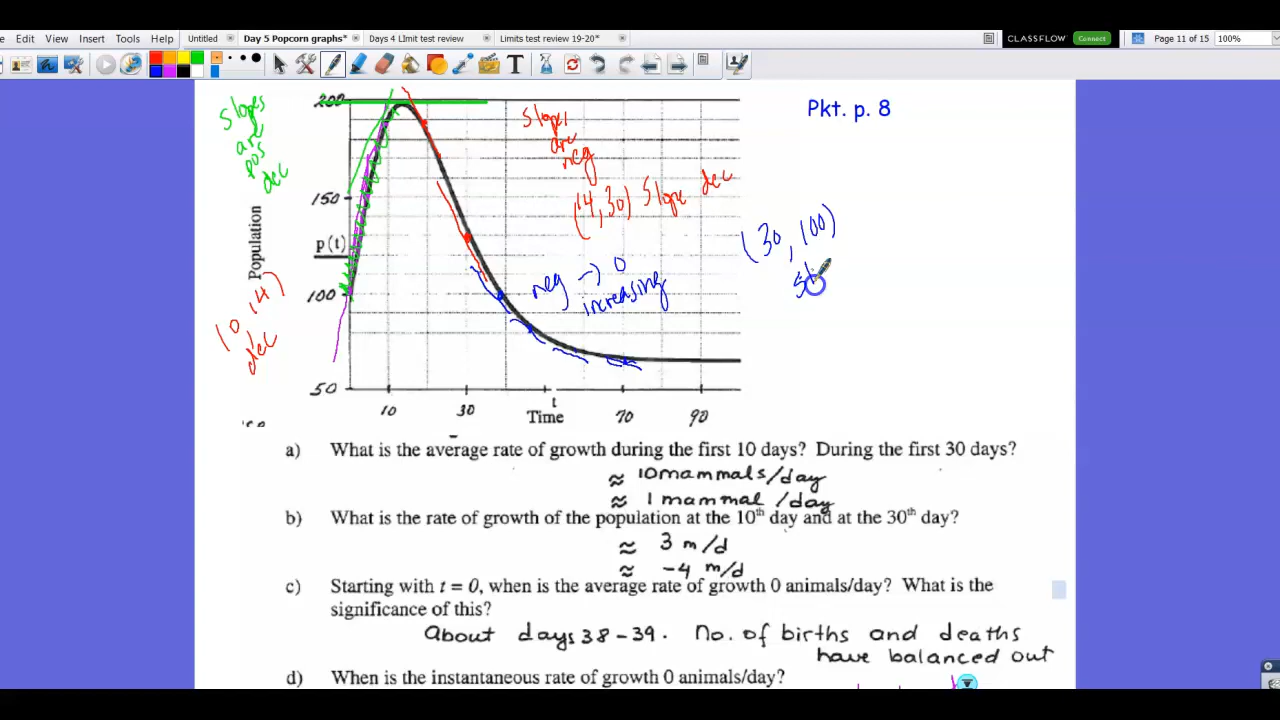 Edit View Insert Tools Help
Untitled
Day 5 Popcorn graphs*
Days 4 LImit test review
Limits test review 19-20*
CLASSFLOW
Connect
Page 11 of 15
100%
T
Pkt. p. 8
200
150
100
50
Population
p(t)
10
30
70
90
t
Time
slopes
are
pos
dec
slopes
are
neg
(14,30) slope dec
(0,14)
dec
neg → 0
increasing
(30, 100)
a) What is the average rate of growth during the first 10 days? During the first 30 days?
≈ 10 mammals/day
≈ 1 mammal /day
b) What is the rate of growth of the population at the 10th day and at the 30th day?
≈ 3 m/d
≈ -4 m/d
c) Starting with t = 0, when is the average rate of growth 0 animals/day? What is the
significance of this?
About days 38-39. No. of births and deaths
have balanced out
d) When is the instantaneous rate of growth 0 animals/day?